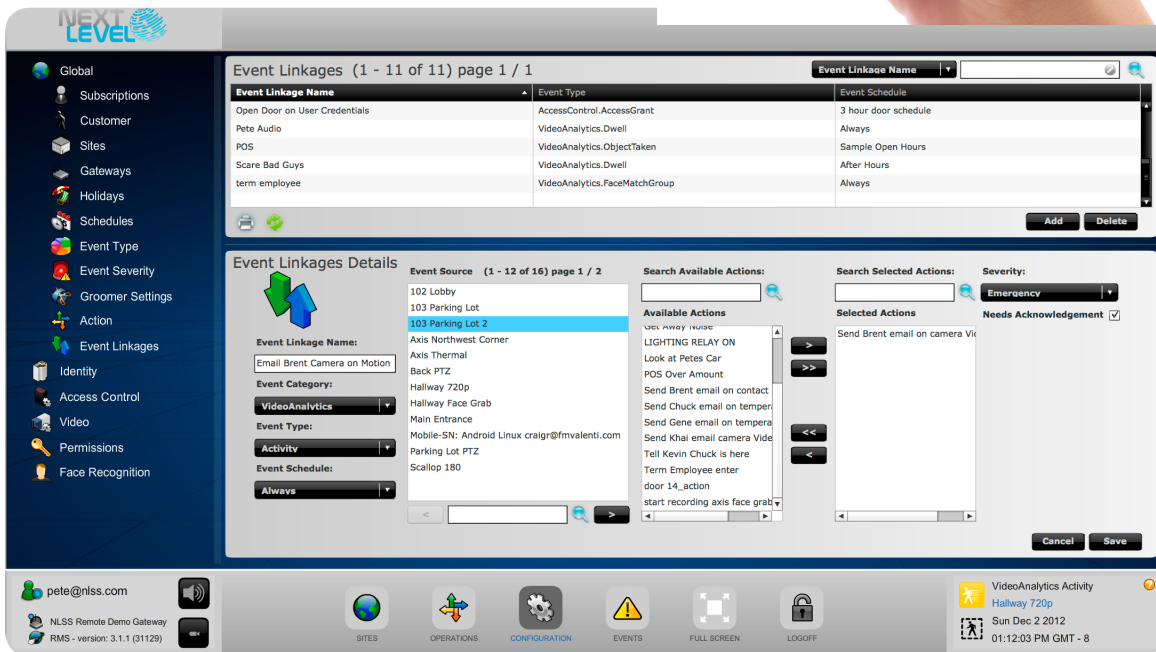 NEXT
LEVEL
Global
Subscriptions
Customer
Sites
Gateways
Holidays
Schedules
Event Type
Event Severity
Groomer Settings
Action
Event Linkages
Identity
Access Control
Video
Permissions
Face Recognition
Event Linkages (1 - 11 of 11) page 1 / 1
Event Linkage Name
Event Linkage Name Event Type Event Schedule
Open Door on User Credentials AccessControl.AccessGrant 3 hour door schedule
Pete Audio VideoAnalytics.Dwell Always
POS VideoAnalytics.ObjectTaken Sample Open Hours
Scare Bad Guys VideoAnalytics.Dwell After Hours
term employee VideoAnalytics.FaceMatchGroup Always
Add Delete
Event Linkages Details
Event Linkage Name:
Email Brent Camera on Motion
Event Category:
VideoAnalytics
Event Type:
Activity
Event Schedule:
Always
Event Source (1 - 12 of 16) page 1 / 2
102 Lobby
103 Parking Lot
103 Parking Lot 2
Axis Northwest Corner
Axis Thermal
Back PTZ
Hallway 720p
Hallway Face Grab
Main Entrance
Mobile-SN: Android Linux craigr@fmvalenti.com
Parking Lot PTZ
Scallop 180
< >
Search Available Actions:
Available Actions
Get Away Noise
LIGHTING RELAY ON
Look at Petes Car
POS Over Amount
Send Brent email on contact
Send Chuck email on tempera
Send Gene email on tempera
Send Khai email camera Vide
Tell Kevin Chuck is here
Term Employee enter
door 14_action
start recording axis face grab
>
>>
<<
<
Search Selected Actions:
Selected Actions
Send Brent email on camera Vi
Severity:
Emergency
Needs Acknowledgement
Cancel Save
pete@nlss.com
NLSS Remote Demo Gateway
RMS - version: 3.1.1 (31129)
SITES
OPERATIONS
CONFIGURATION
EVENTS
FULL SCREEN
LOGOFF
VideoAnalytics Activity
Hallway 720p
Sun Dec 2 2012
01:12:03 PM GMT - 8